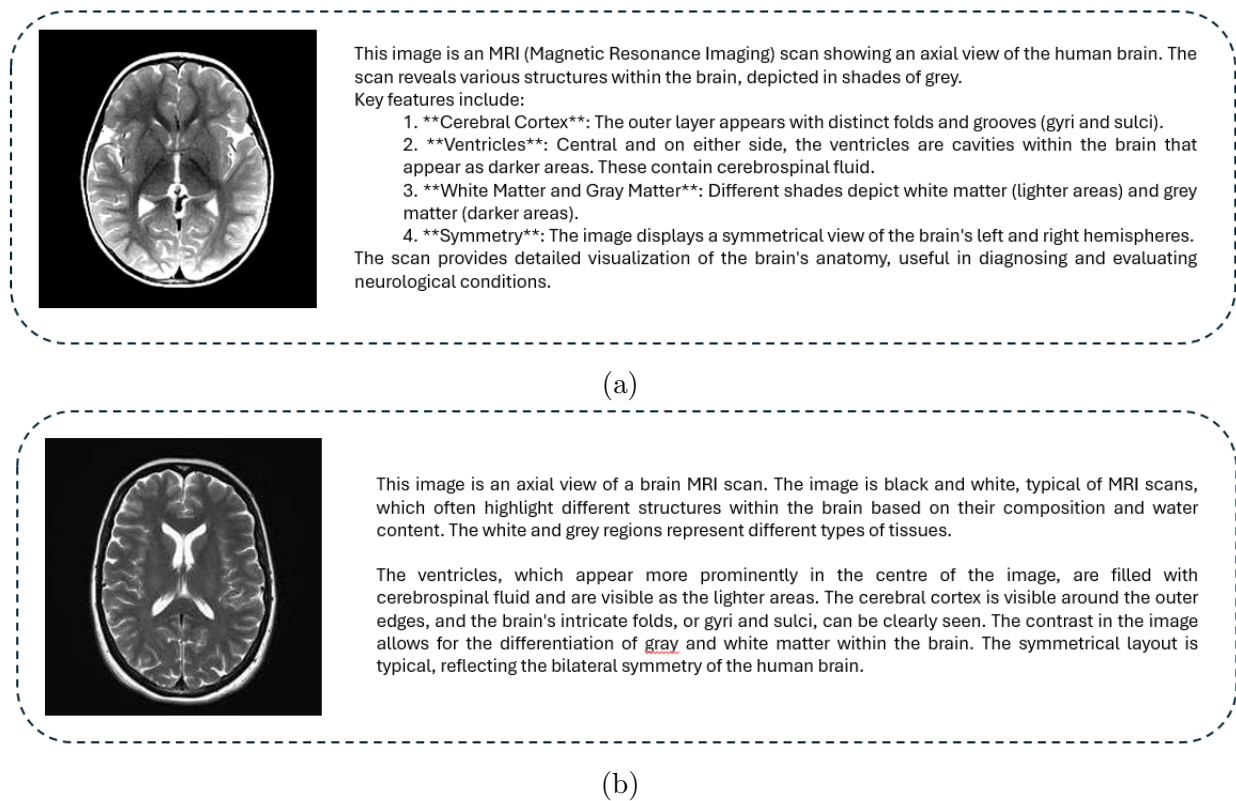 This image is an MRI (Magnetic Resonance Imaging) scan showing an axial view of the human brain. The
scan reveals various structures within the brain, depicted in shades of grey.
Key features include:
1. **Cerebral Cortex**: The outer layer appears with distinct folds and grooves (gyri and sulci).
2. **Ventricles**: Central and on either side, the ventricles are cavities within the brain that
appear as darker areas. These contain cerebrospinal fluid.
3. **White Matter and Gray Matter**: Different shades depict white matter (lighter areas) and grey
matter (darker areas).
4. **Symmetry**: The image displays a symmetrical view of the brain's left and right hemispheres.
The scan provides detailed visualization of the brain's anatomy, useful in diagnosing and evaluating
neurological conditions.
(a)
This image is an axial view of a brain MRI scan. The image is black and white, typical of MRI scans,
which often highlight different structures within the brain based on their composition and water
content. The white and grey regions represent different types of tissues.
The ventricles, which appear more prominently in the centre of the image, are filled with
cerebrospinal fluid and are visible as the lighter areas. The cerebral cortex is visible around the outer
edges, and the brain's intricate folds, or gyri and sulci, can be clearly seen. The contrast in the image
allows for the differentiation of gray and white matter within the brain. The symmetrical layout is
typical, reflecting the bilateral symmetry of the human brain.
(b)